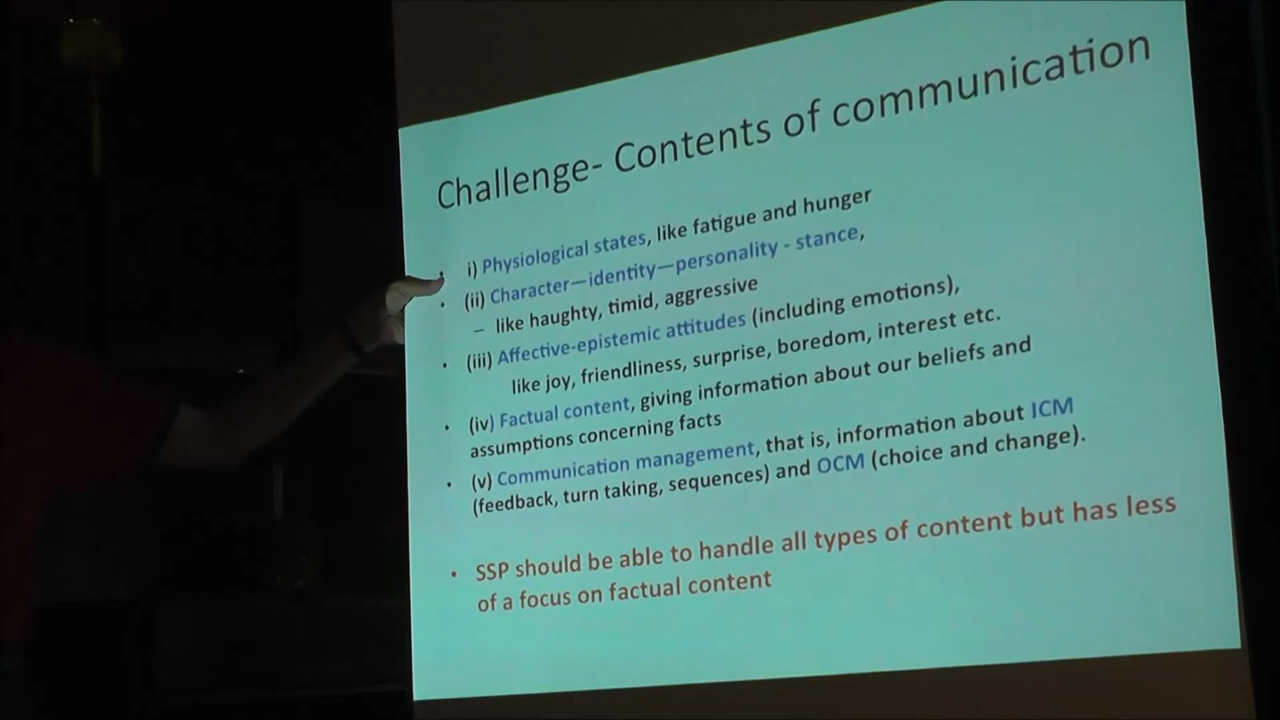 Challenge- Contents of communication
• i) Physiological states, like fatigue and hunger
• (ii) Character—identity—personality - stance,
– like haughty, timid, aggressive
• (iii) Affective-epistemic attitudes (including emotions),
like joy, friendliness, surprise, boredom, interest etc.
• (iv) Factual content, giving information about our beliefs and
assumptions concerning facts
• (v) Communication management, that is, information about ICM
(feedback, turn taking, sequences) and OCM (choice and change).
• SSP should be able to handle all types of content but has less
of a focus on factual content